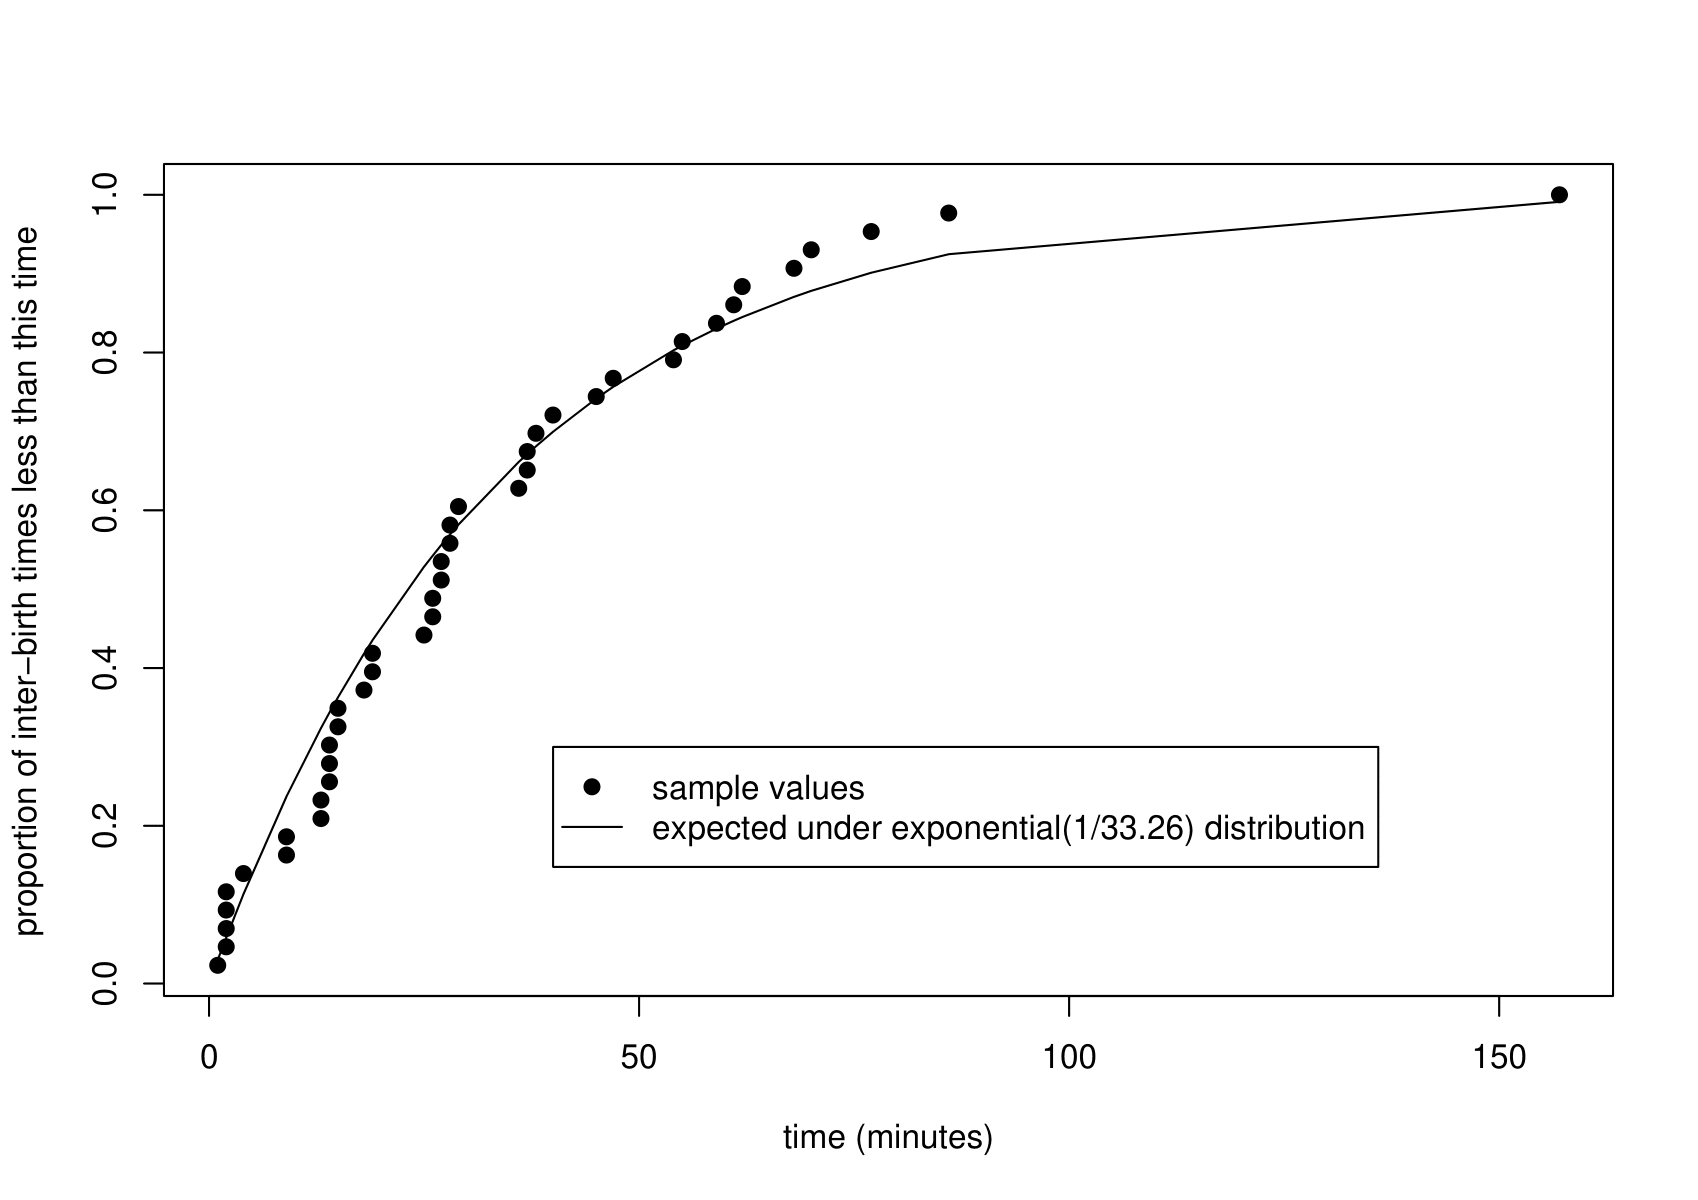 proportion of inter−birth times less than this time
1.0
0.8
0.6
0.4
0.2
0.0
sample values
expected under exponential(1/33.26) distribution
0 50 100 150
time (minutes)